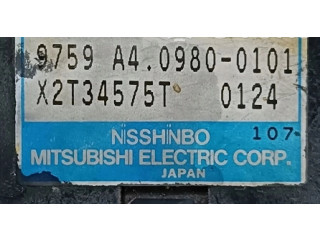 9759 A4.0980-0101
X2T34575T 0124
107-
NISSHINBO
MITSUBISHI ELECTRIC CORP.
JAPAN